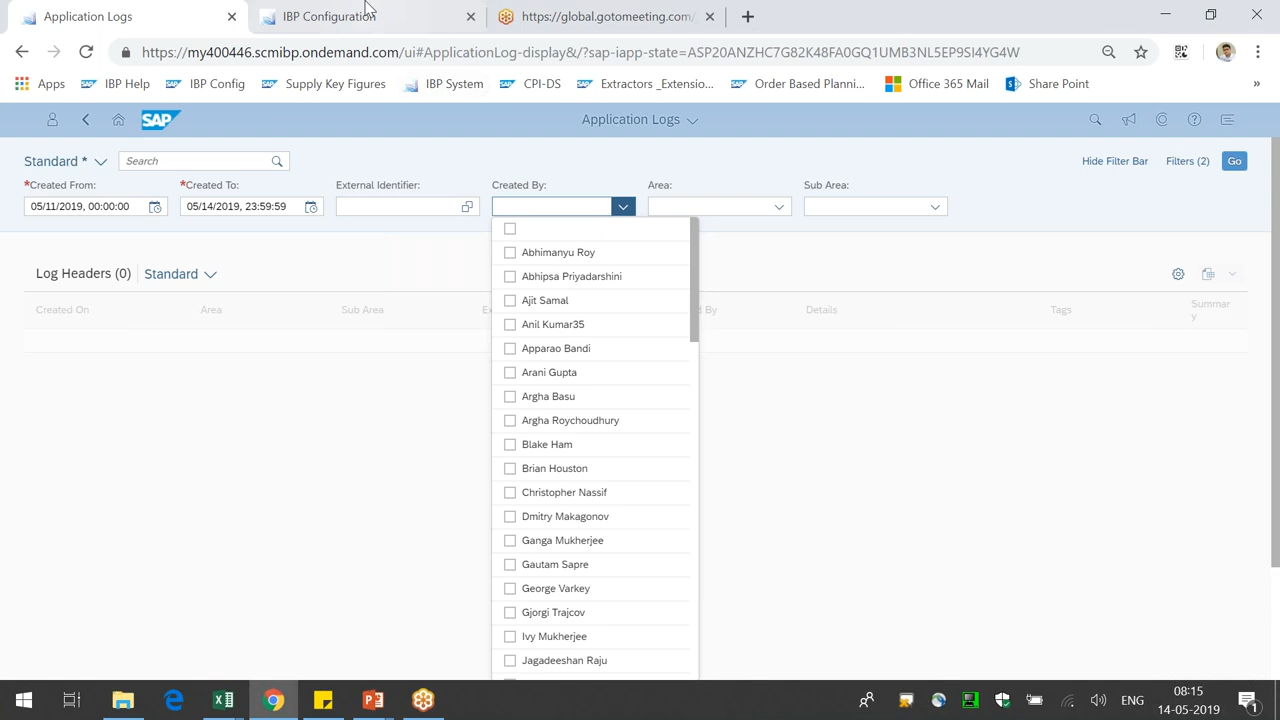 Application Logs
IBP Configuration
https://global.gotomeeting.com/
https://my400446.scmibp.ondemand.com/ui#ApplicationLog-display&/?sap-iapp-state=ASP20ANZHC7G82K48FA0GQ1UMB3NL5EP9SI4YG4W
Apps
IBP Help
IBP Config
Supply Key Figures
IBP System
CPI-DS
Extractors _Extensio...
Order Based Planni...
Office 365 Mail
Share Point
»
SAP
Application Logs
Standard *
Search
Hide Filter Bar
Filters (2)
Go
*Created From:
*Created To:
External Identifier:
Created By:
Area:
Sub Area:
05/11/2019, 00:00:00
05/14/2019, 23:59:59
Abhimanyu Roy
Log Headers (0)
Standard
Abhipsa Priyadarshini
Ajit Samal
Created On
Area
Sub Area
By
Details
Tags
Summar
y
Anil Kumar35
Apparao Bandi
Arani Gupta
Argha Basu
Argha Roychoudhury
Blake Ham
Brian Houston
Christopher Nassif
Dmitry Makagonov
Ganga Mukherjee
Gautam Sapre
George Varkey
Gjorgi Trajcov
Ivy Mukherjee
Jagadeeshan Raju
ENG
08:15
14-05-2019
1